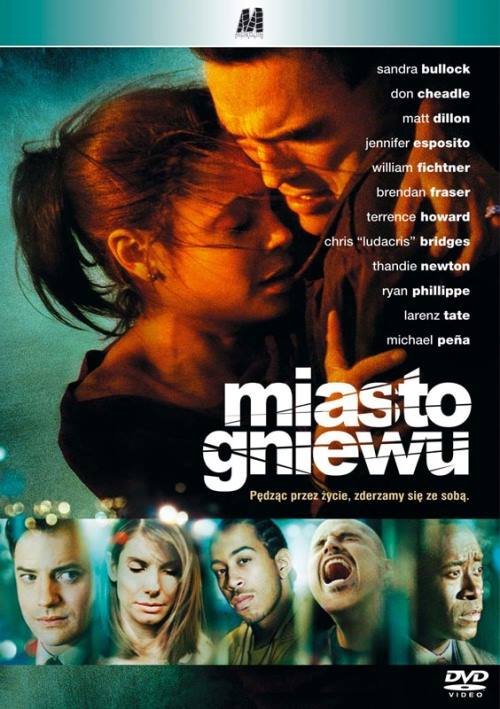 sandra bullock
don cheadle
matt dillon
jennifer esposito
william fichtner
brendan fraser
terrence howard
chris "ludacris" bridges
thandie newton
ryan phillippe
larenz tate
michael peña
miasto
gniewu
Pędząc przez życie, zderzamy się ze sobą.
DVD
VIDEO